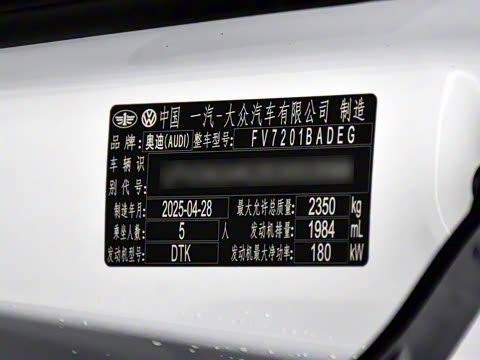 中国 一汽-大众汽车有限公司 制造
品牌: 奥迪(AUDI) 整车型号: FV7201BADEG
车辆识
别代号:
制造年月: 2025-04-28 最大允许总质量: 2350 kg
乘坐人数: 5 人 发动机排量: 1984 mL
发动机型号: DTK 发动机最大净功率: 180 kW